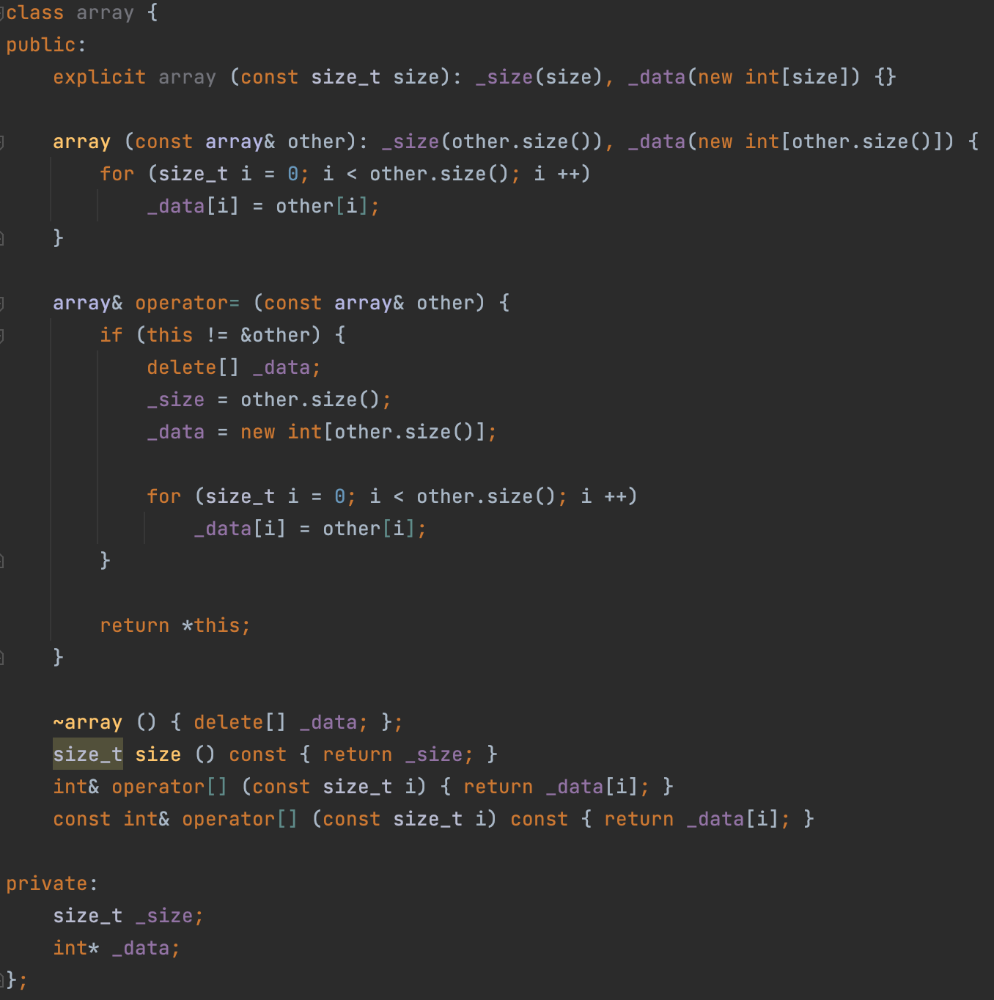 class array {
public:
    explicit array (const size_t size): _size(size), _data(new int[size]) {}

    array (const array& other): _size(other.size()), _data(new int[other.size()]) {
        for (size_t i = 0; i < other.size(); i ++)
            _data[i] = other[i];
    }

    array& operator= (const array& other) {
        if (this != &other) {
            delete[] _data;
            _size = other.size();
            _data = new int[other.size()];

            for (size_t i = 0; i < other.size(); i ++)
                _data[i] = other[i];
        }

        return *this;
    }

    ~array () { delete[] _data; };
    size_t size () const { return _size; }
    int& operator[] (const size_t i) { return _data[i]; }
    const int& operator[] (const size_t i) const { return _data[i]; }

private:
    size_t _size;
    int* _data;
};